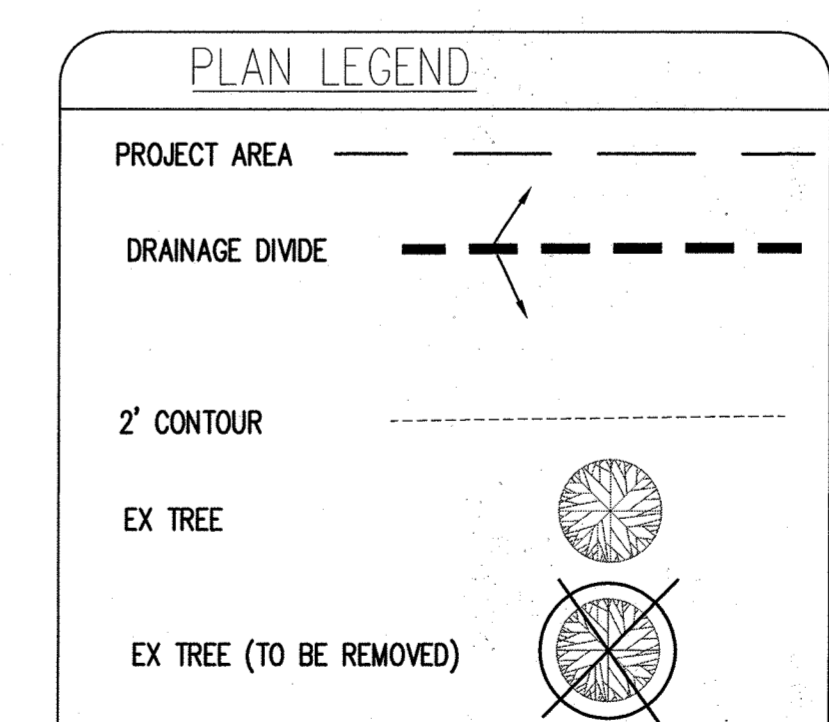 PLAN LEGEND
PROJECT AREA
DRAINAGE DIVIDE
2' CONTOUR
EX TREE
EX TREE (TO BE REMOVED)